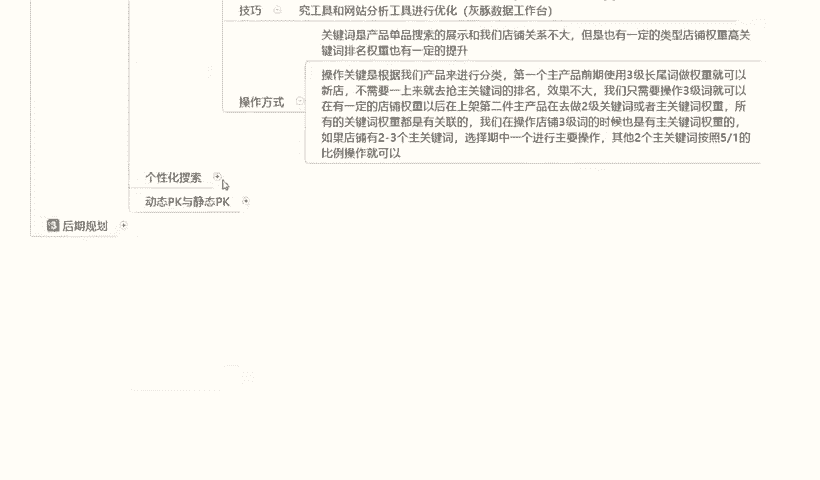 技巧 究工具和网站分析工具进行优化（灰豚数据工作台）
关键词是产品单品搜索的展示和我们店铺关系不大，但是也有一定的类型店铺权重高关
键词排名权重也有一定的提升
操作方式
操作关键是根据我们产品来进行分类，第一个主产品前期使用3级长尾词做权重就可以
新店，不需要一上来就去抢主关键词的排名，效果不大，我们只需要操作3级词就可以
在有一定的店铺权重以后在上架第二件主产品在去做2级关键词或者主关键词权重，所
有的关键词权重都是有关联的，我们在操作店铺3级词的时候也是有主关键词权重的，
如果店铺有2-3个主关键词，选择期中一个进行主要操作，其他2个主关键词按照5/1的
比例操作就可以
个性化搜索
动态PK与静态PK
3 后期规划